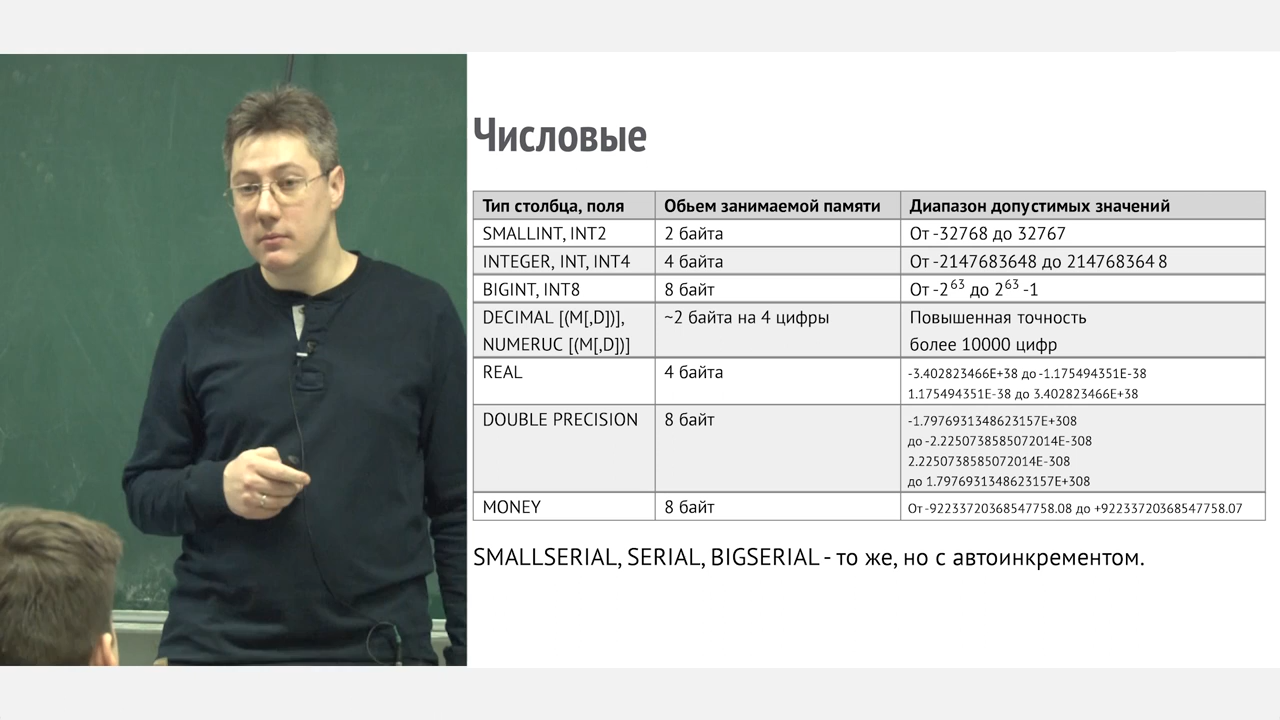 Числовые
Тип столбца, поля Обьем занимаемой памяти Диапазон допустимых значений
SMALLINT, INT2 2 байта От -32768 до 32767
INTEGER, INT, INT4 4 байта От -2147683648 до 214768364 8
BIGINT, INT8 8 байт От -2⁶³ до 2⁶³ -1
DECIMAL [(M[,D])], ~2 байта на 4 цифры Повышенная точность
NUMERUC [(M[,D])] более 10000 цифр
REAL 4 байта -3.402823466E+38 до -1.175494351E-38
1.175494351E-38 до 3.402823466E+38
DOUBLE PRECISION 8 байт -1.7976931348623157E+308
до -2.2250738585072014E-308
2.2250738585072014E-308
до 1.7976931348623157E+308
MONEY 8 байт От -92233720368547758.08 до +92233720368547758.07
SMALLSERIAL, SERIAL, BIGSERIAL - то же, но с автоинкрементом.